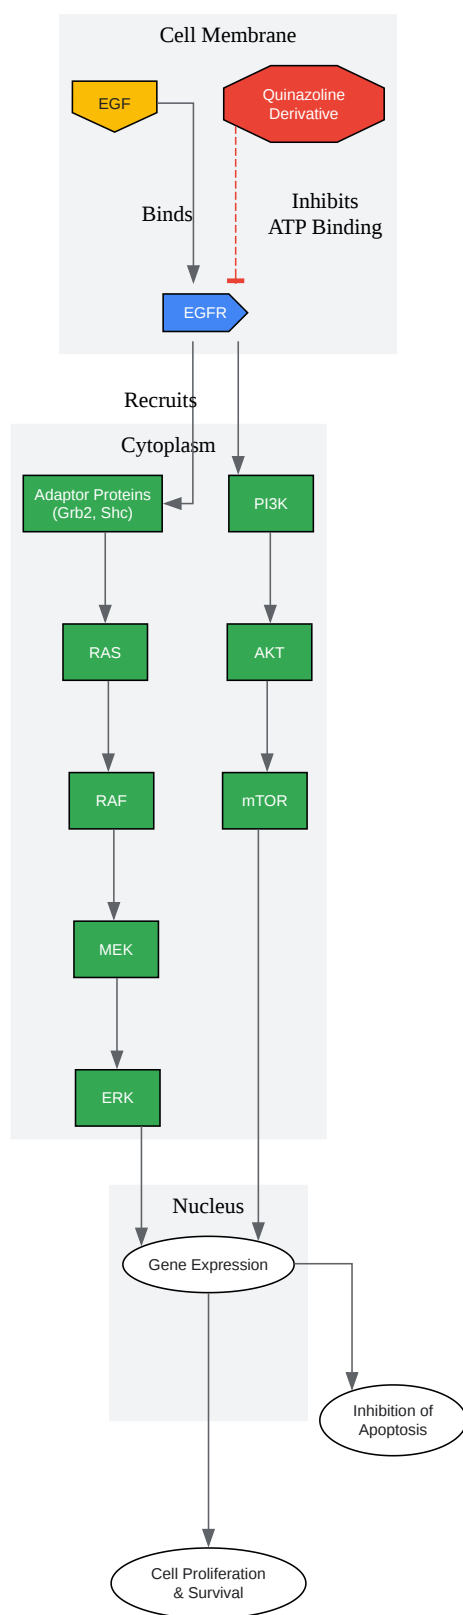 Cell Membrane
EGF
Quinazoline
Derivative
Binds
Inhibits
ATP Binding
EGFR
Recruits
Cytoplasm
Adaptor Proteins
(Grb2, Shc)
PI3K
RAS
AKT
RAF
mTOR
MEK
ERK
Nucleus
Gene Expression
Inhibition of
Apoptosis
Cell Proliferation
& Survival